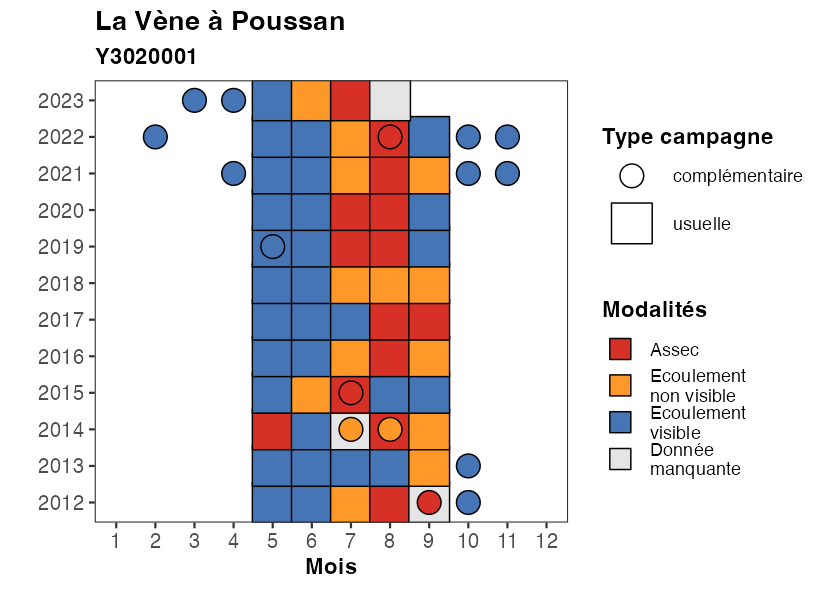 La Vène à Poussan
Y3020001
2023
2022
2021
2020
2019
2018
2017
2016
2015
2014
2013
2012
1 2 3 4 5 6 7 8 9 10 11 12
Mois
Type campagne
complémentaire
usuelle
Modalités
Assec
Ecoulement
non visible
Ecoulement
visible
Donnée
manquante